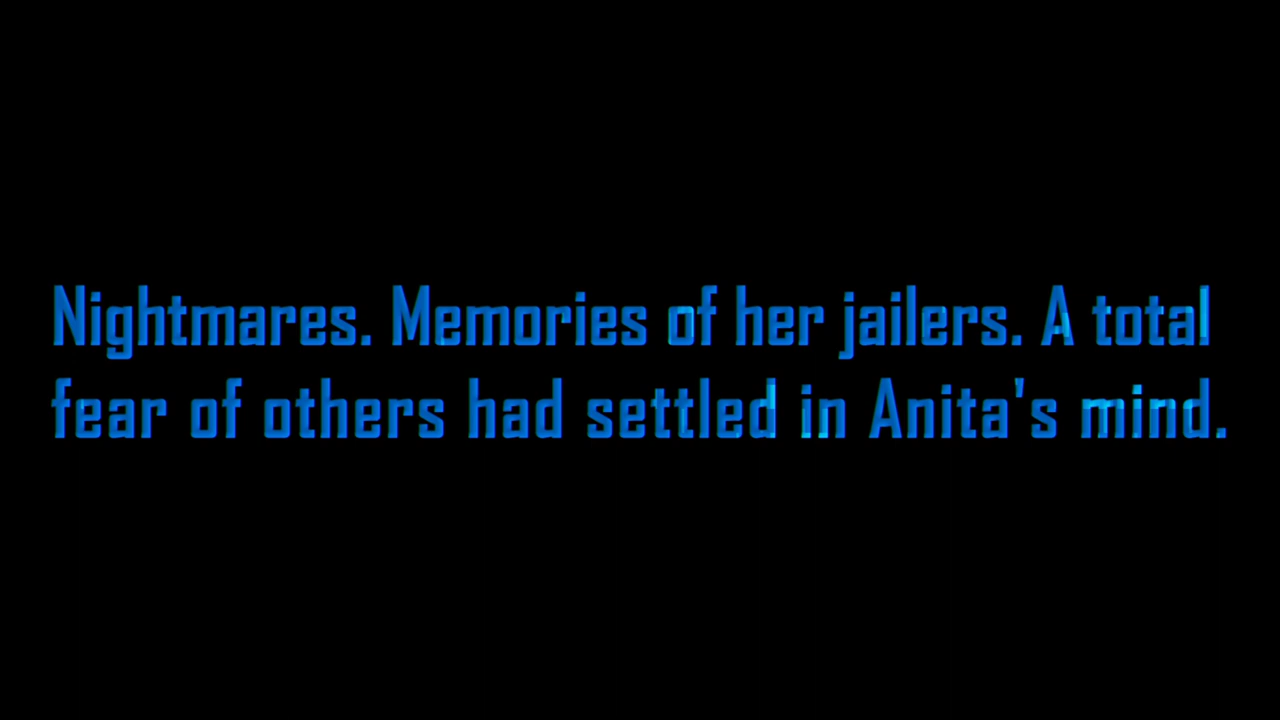 Nightmares. Memories of her jailers. A total
fear of others had settled in Anita's mind.